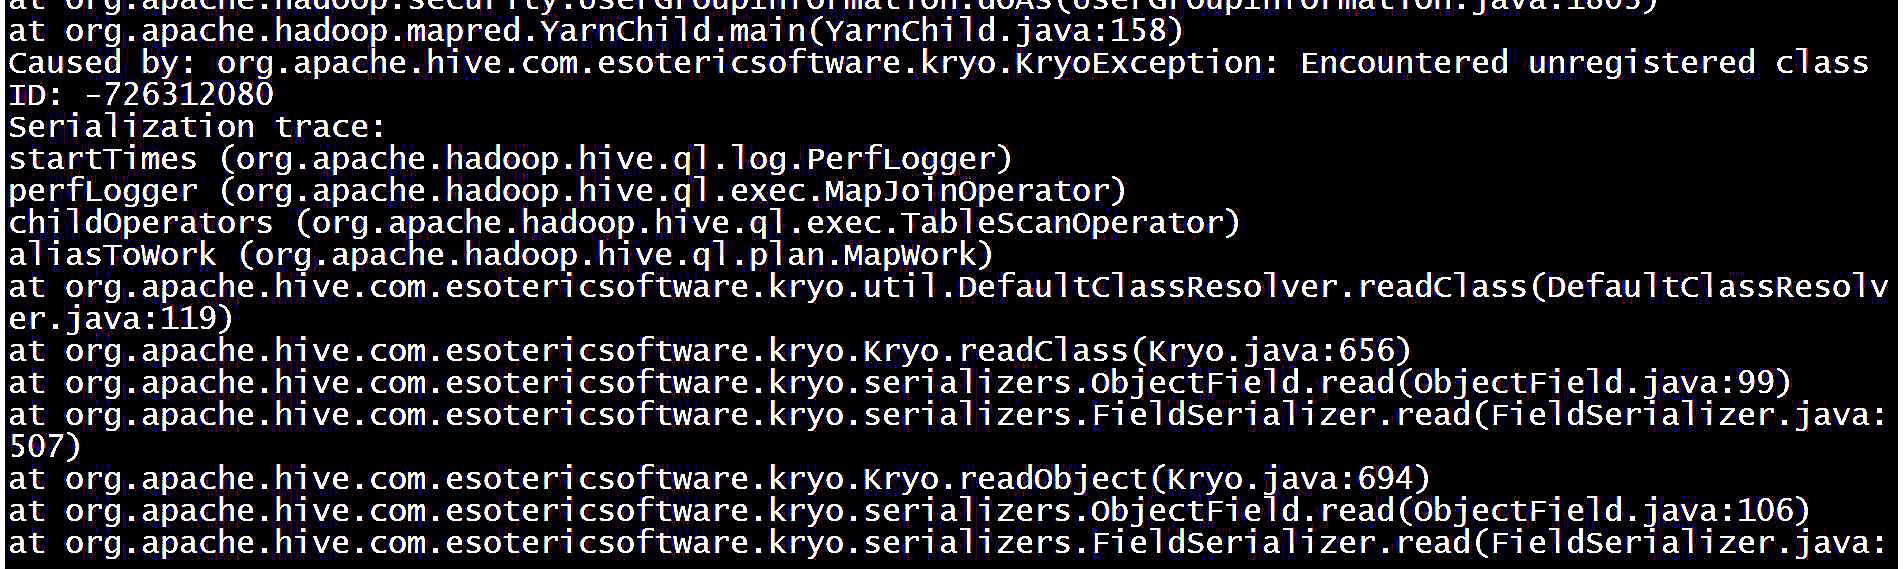 at org.apache.hadoop.security.UserGroupInformation.doAs(UserGroupInformation.java:1803)
at org.apache.hadoop.mapred.YarnChild.main(YarnChild.java:158)
Caused by: org.apache.hive.com.esotericsoftware.kryo.KryoException: Encountered unregistered class
ID: -726312080
Serialization trace:
startTimes (org.apache.hadoop.hive.ql.log.PerfLogger)
perfLogger (org.apache.hadoop.hive.ql.exec.MapJoinOperator)
childOperators (org.apache.hadoop.hive.ql.exec.TableScanOperator)
aliasToWork (org.apache.hadoop.hive.ql.plan.MapWork)
at org.apache.hive.com.esotericsoftware.kryo.util.DefaultClassResolver.readClass(DefaultClassResolv
er.java:119)
at org.apache.hive.com.esotericsoftware.kryo.Kryo.readClass(Kryo.java:656)
at org.apache.hive.com.esotericsoftware.kryo.serializers.ObjectField.read(ObjectField.java:99)
at org.apache.hive.com.esotericsoftware.kryo.serializers.FieldSerializer.read(FieldSerializer.java:
507)
at org.apache.hive.com.esotericsoftware.kryo.Kryo.readObject(Kryo.java:694)
at org.apache.hive.com.esotericsoftware.kryo.serializers.ObjectField.read(ObjectField.java:106)
at org.apache.hive.com.esotericsoftware.kryo.serializers.FieldSerializer.read(FieldSerializer.java: